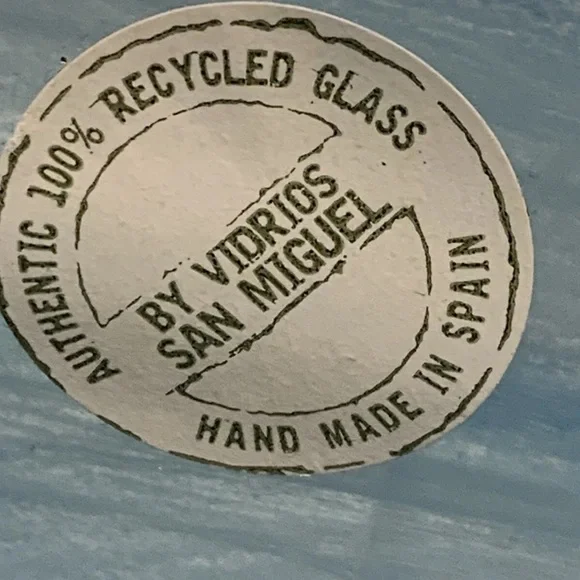 AUTHENTIC 100% RECYCLED GLASS
BY VIDRIOS
SAN MIGUEL
HAND MADE IN SPAIN